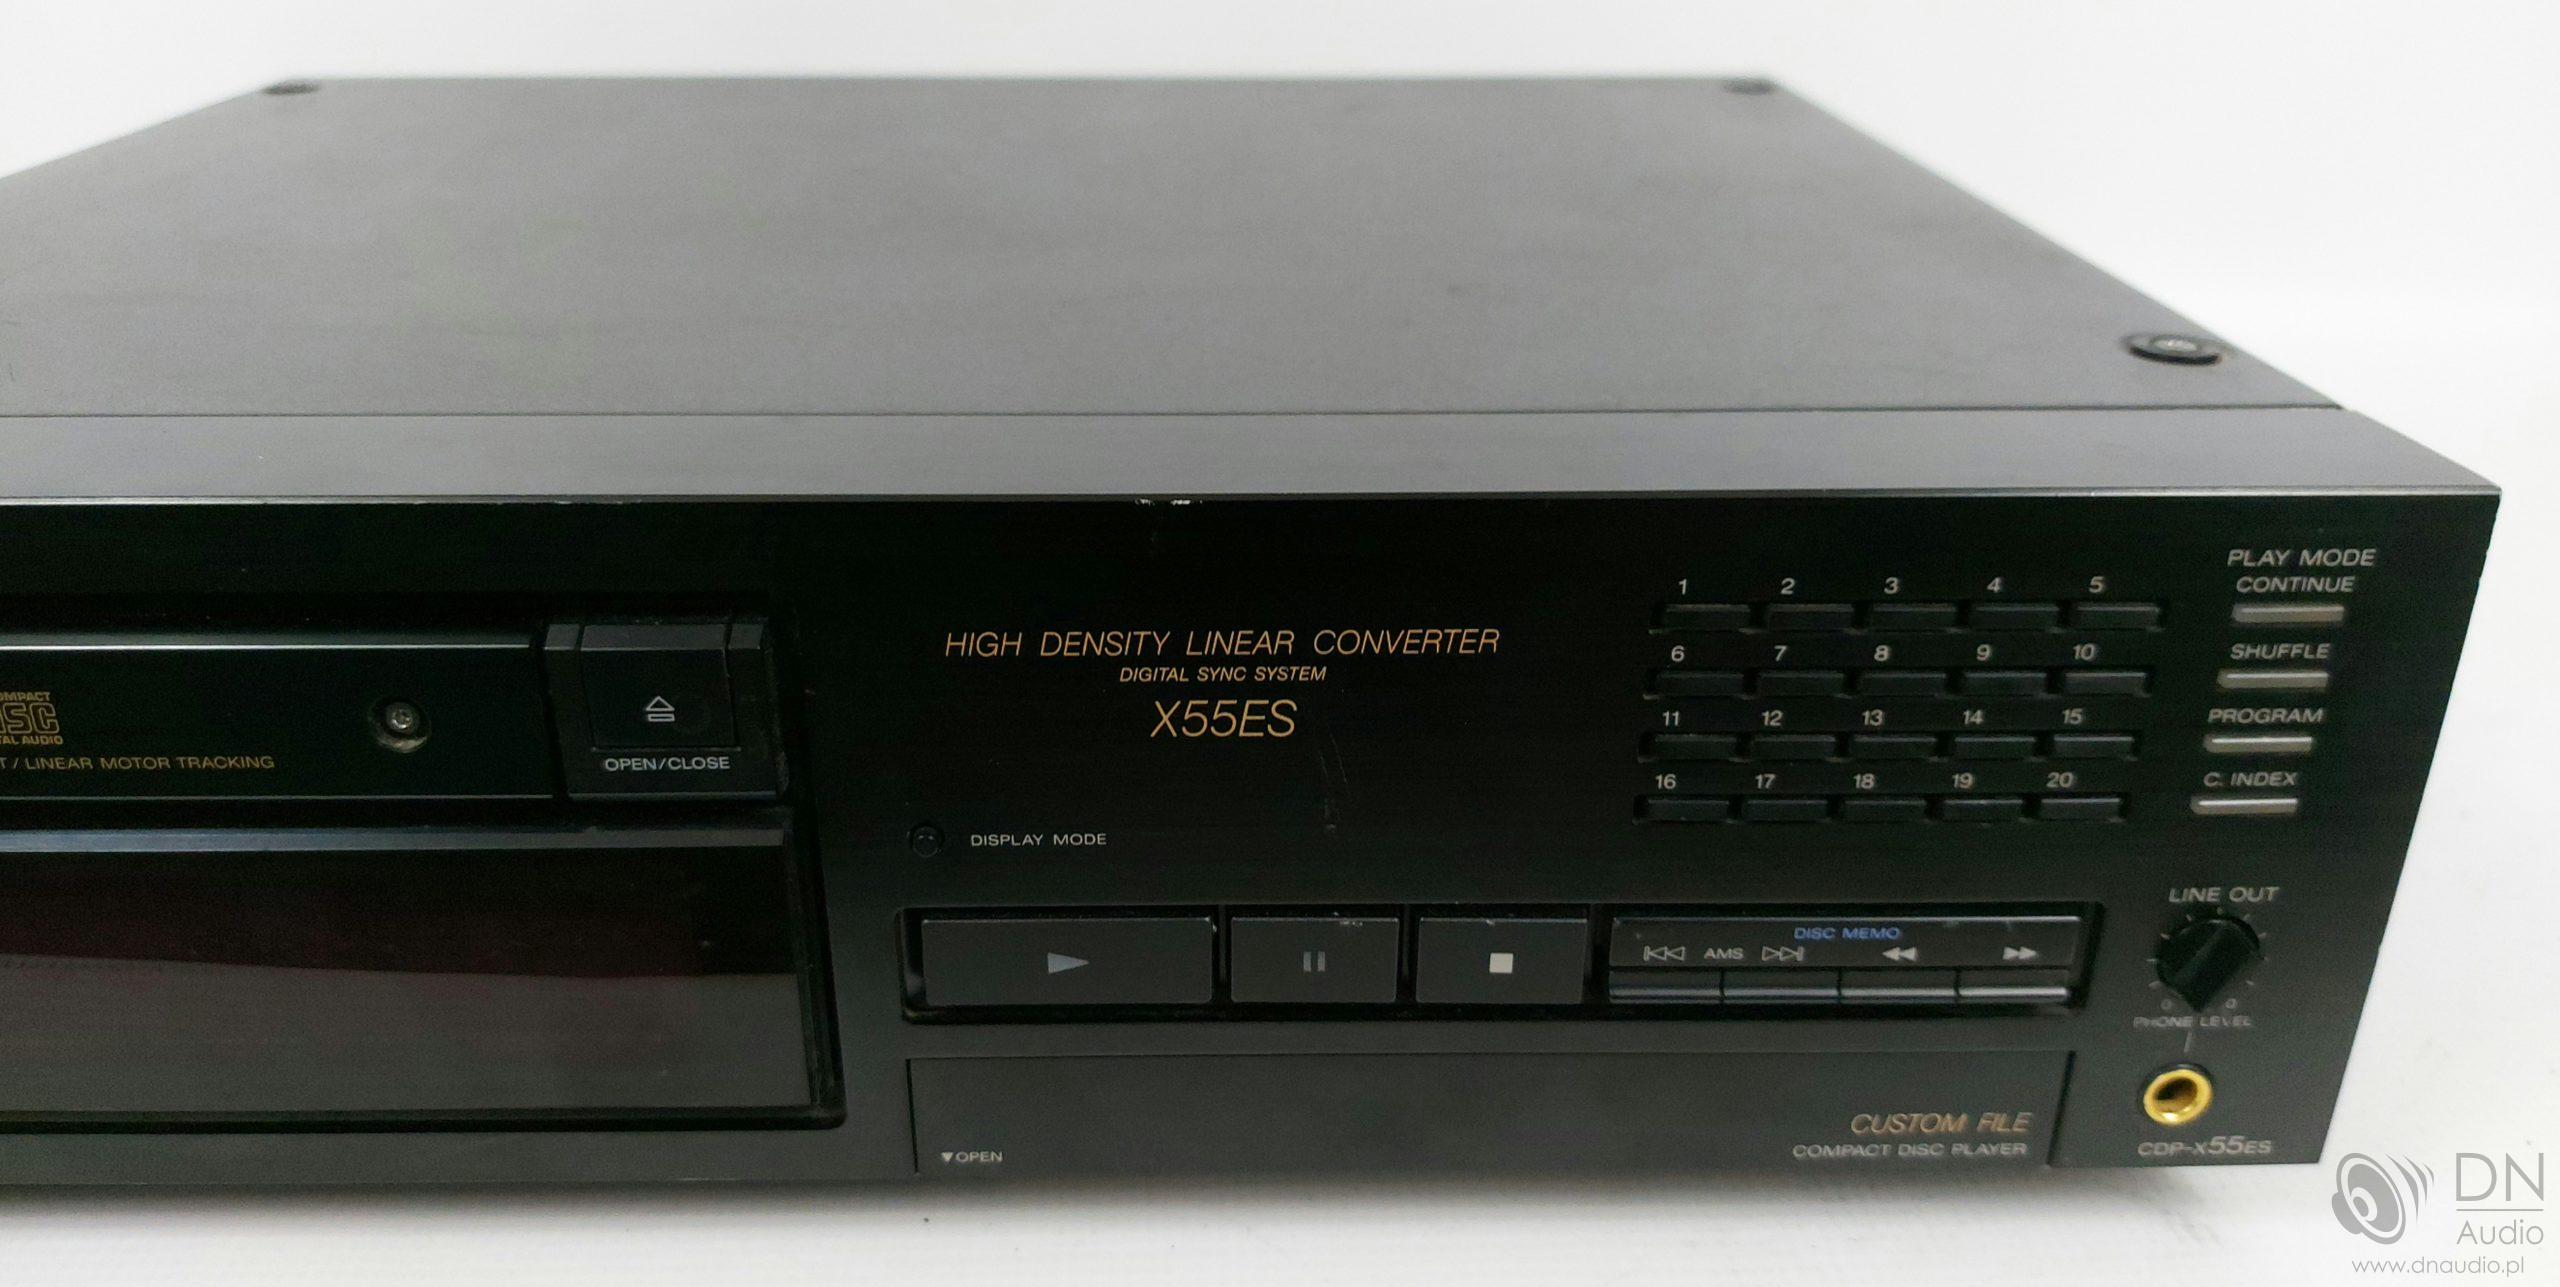 COMPACT
DISC
DIGITAL AUDIO
/ LINEAR MOTOR TRACKING
OPEN/CLOSE
HIGH DENSITY LINEAR CONVERTER
DIGITAL SYNC SYSTEM
X55ES
DISPLAY MODE
1 2 3 4 5
6 7 8 9 10
11 12 13 14 15
16 17 18 19 20
PLAY MODE
CONTINUE
SHUFFLE
PROGRAM
C. INDEX
DISC MEMO
AMS
LINE OUT
0 0
PHONE LEVEL
OPEN
CUSTOM FILE
COMPACT DISC PLAYER
CDP-X55ES
DN
Audio
www.dnaudio.pl